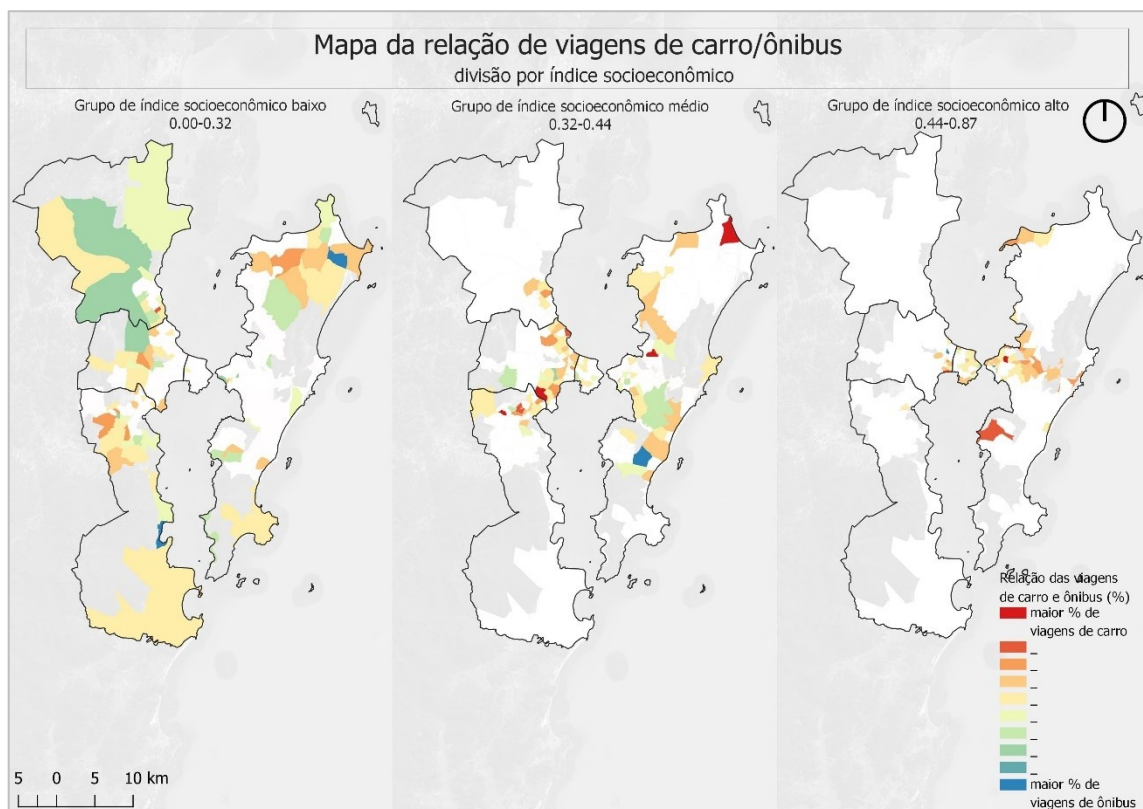 Mapa da relação de viagens de carro/ônibus
divisão por índice socioeconômico
Grupo de índice socioeconômico baixo
0.00-0.32
Grupo de índice socioeconômico médio
0.32-0.44
Grupo de índice socioeconômico alto
0.44-0.87
Relação das viagens
de carro e ônibus (%)
maior % de
viagens de carro
_
_
_
_
_
_
_
_
maior % de
viagens de ônibus
5 0 5 10 km